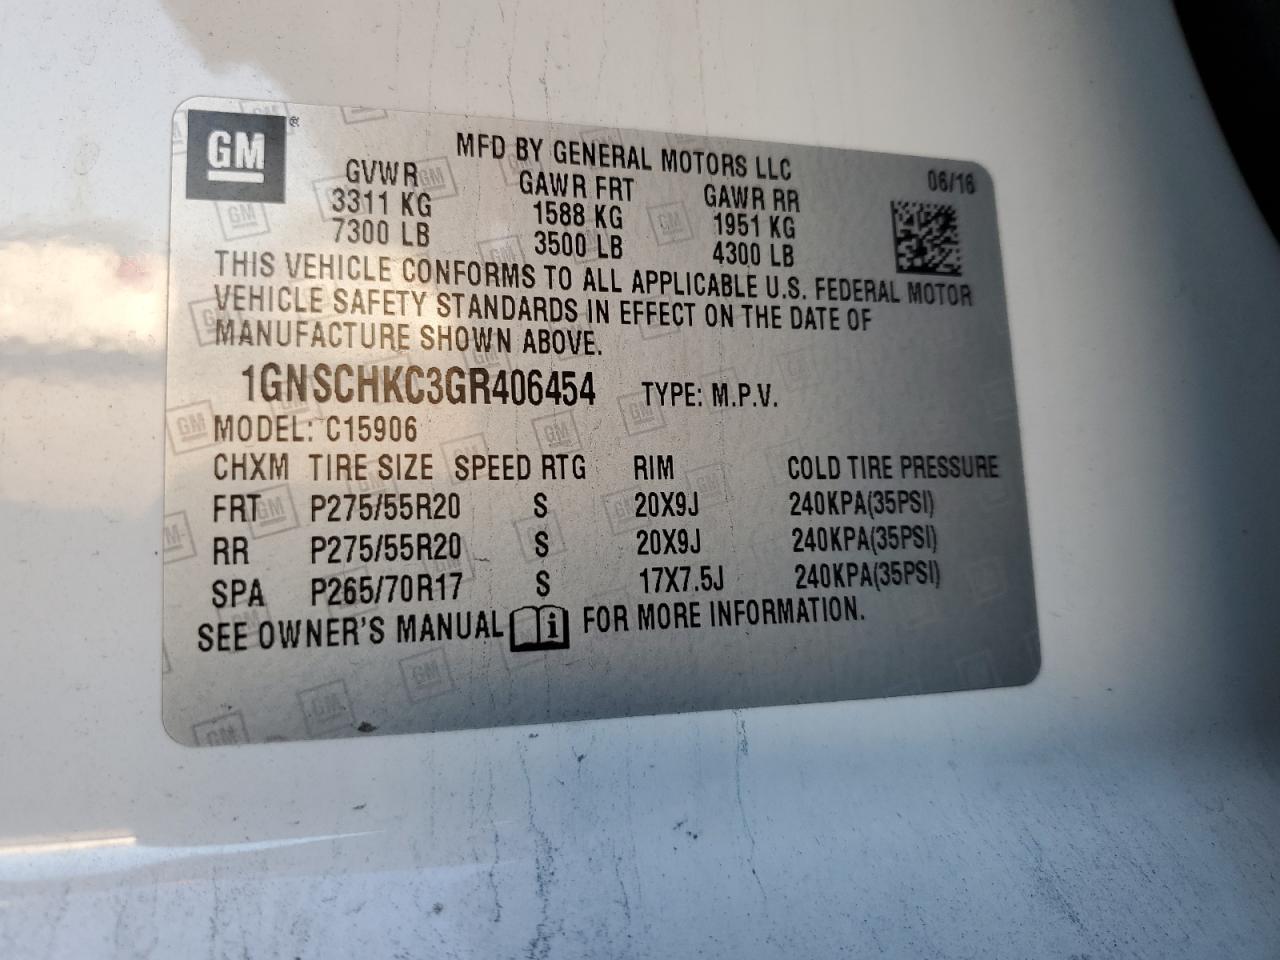 GM ®
MFD BY GENERAL MOTORS LLC
06/16
GVWR GAWR FRT GAWR RR
3311 KG 1588 KG 1951 KG
7300 LB 3500 LB 4300 LB
THIS VEHICLE CONFORMS TO ALL APPLICABLE U.S. FEDERAL MOTOR
VEHICLE SAFETY STANDARDS IN EFFECT ON THE DATE OF
MANUFACTURE SHOWN ABOVE.
1GNSCHKC3GR406454 TYPE: M.P.V.
MODEL: C15906
CHXM TIRE SIZE SPEED RTG RIM COLD TIRE PRESSURE
FRT P275/55R20 S 20X9J 240KPA(35PSI)
RR P275/55R20 S 20X9J 240KPA(35PSI)
SPA P265/70R17 S 17X7.5J 240KPA(35PSI)
SEE OWNER'S MANUAL i FOR MORE INFORMATION.